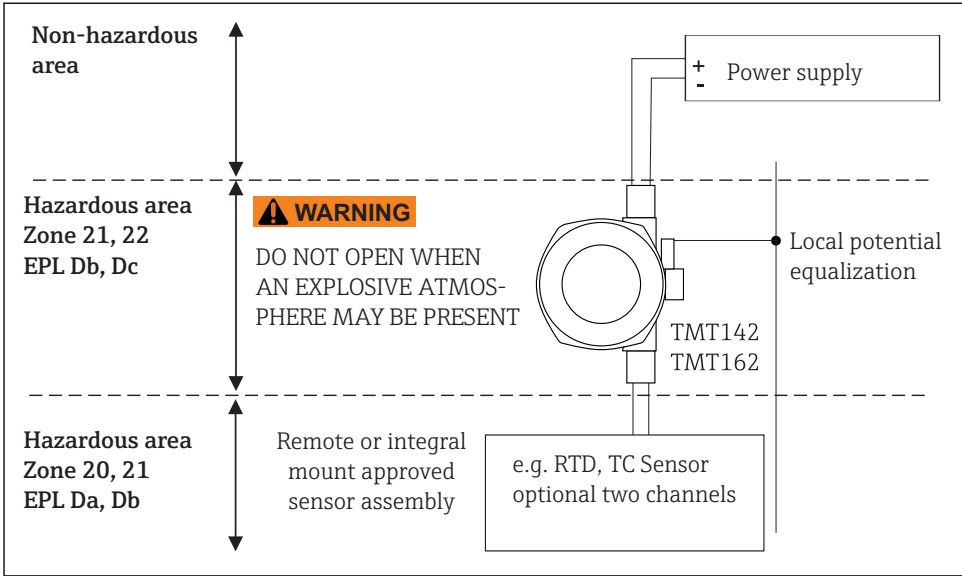 Non-hazardous
area
+
-
Power supply
Hazardous area
Zone 21, 22
EPL Db, Dc
WARNING
DO NOT OPEN WHEN
AN EXPLOSIVE ATMOS-
PHERE MAY BE PRESENT
Local potential
equalization
TMT142
TMT162
Hazardous area
Zone 20, 21
EPL Da, Db
Remote or integral
mount approved
sensor assembly
e.g. RTD, TC Sensor
optional two channels